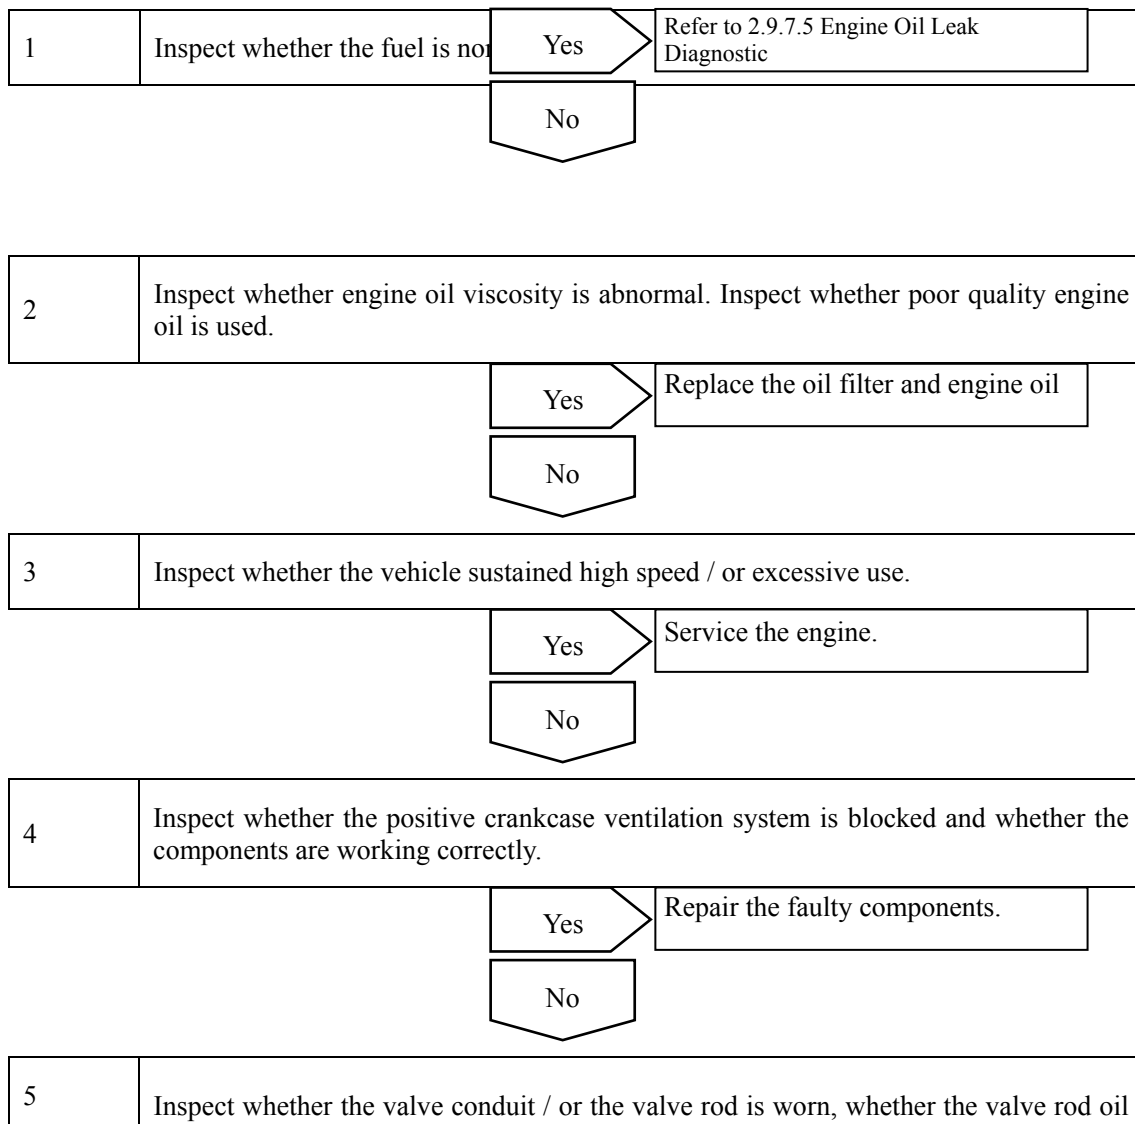 1
Inspect whether the fuel is
Yes
Refer to 2.9.7.5 Engine Oil Leak
Diagnostic
No
2
Inspect whether engine oil viscosity is abnormal. Inspect whether poor quality engine
oil is used.
Yes
Replace the oil filter and engine oil
No
3
Inspect whether the vehicle sustained high speed / or excessive use.
Yes
Service the engine.
No
4
Inspect whether the positive crankcase ventilation system is blocked and whether the
components are working correctly.
Yes
Repair the faulty components.
No
5
Inspect whether the valve conduit / or the valve rod is worn, whether the valve rod oil